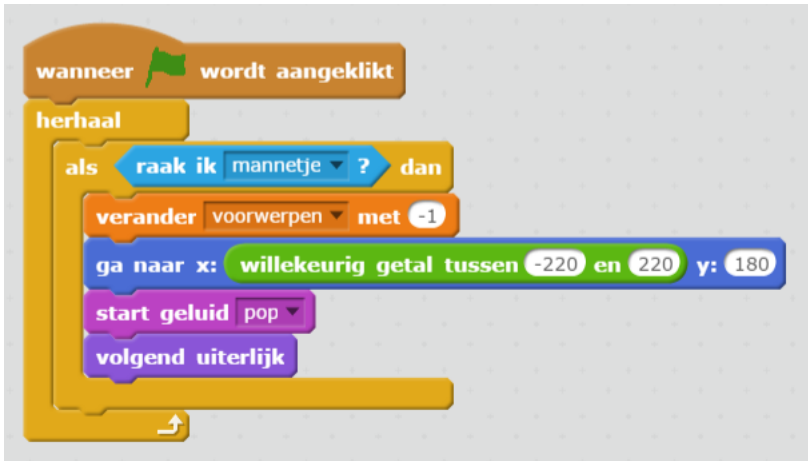 wanneer wordt aangeklikt
herhaal
als raak ik mannetje ? dan
verander voorwerpen met -1
ga naar x: willekeurig getal tussen -220 en 220 y: 180
start geluid pop
volgend uiterlijk